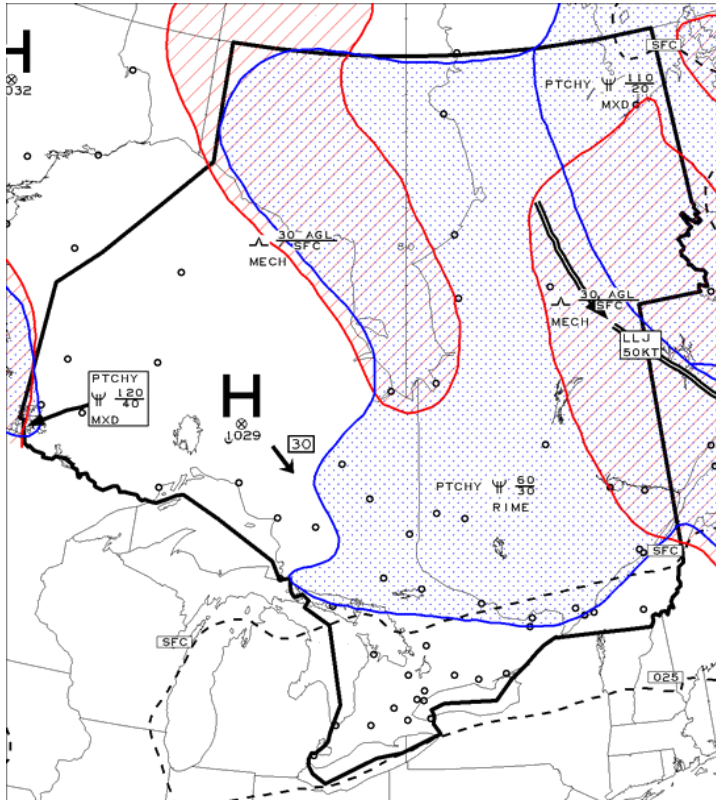 SFC
H
032
PTCHY 110
20
MXD
30 AGL
SFC
MECH
80
30 AGL
SFC
MECH
LLJ
50KT
PTCHY
120
40
MXD
H
1029
30
PTCHY 60
30
RIME
SFC
SFC
025